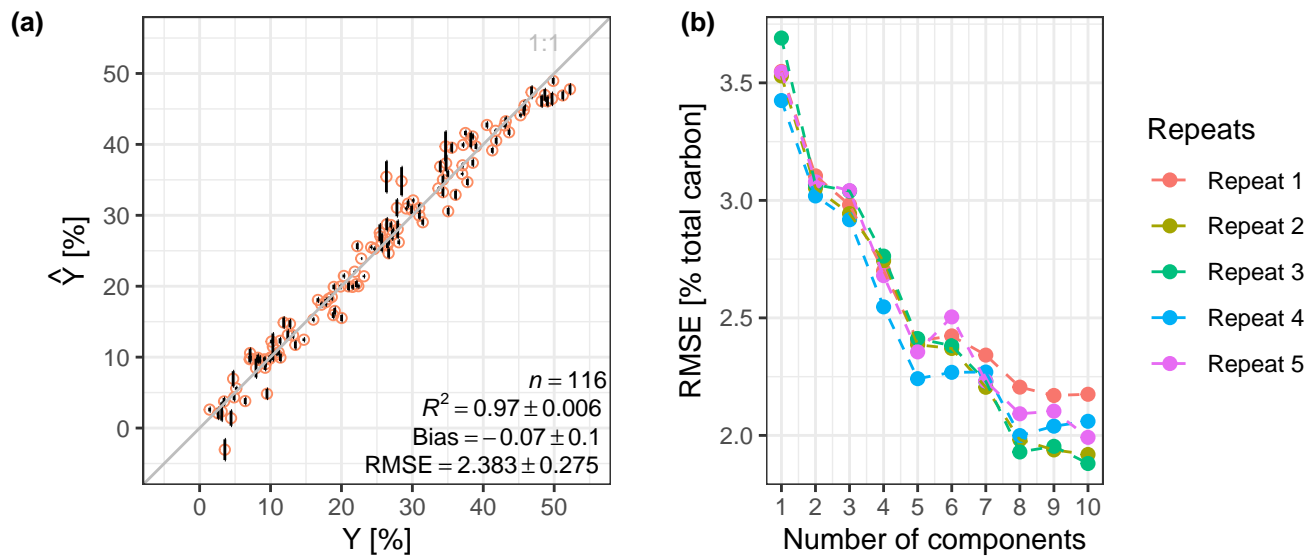 (a)
1:1
Ŷ [%]
50
40
30
20
10
0
n = 116
R² = 0.97 ± 0.006
Bias = −0.07 ± 0.1
RMSE = 2.383 ± 0.275
0 10 20 30 40 50
Y [%]
(b)
RMSE [% total carbon]
3.5
3.0
2.5
2.0
1 2 3 4 5 6 7 8 9 10
Number of components
Repeats
Repeat 1
Repeat 2
Repeat 3
Repeat 4
Repeat 5